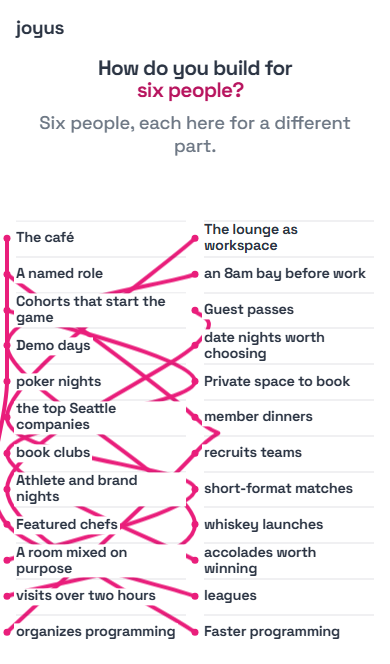 joyus
How do you build for
six people?
Six people, each here for a different
part.
The café
The lounge as
workspace
A named role
an 8am bay before work
Cohorts that start the
game
Guest passes
Demo days
date nights worth
choosing
poker nights
Private space to book
the top Seattle
companies
member dinners
book clubs
recruits teams
Athlete and brand
nights
short-format matches
Featured chefs
whiskey launches
A room mixed on
purpose
accolades worth
winning
visits over two hours
leagues
organizes programming
Faster programming